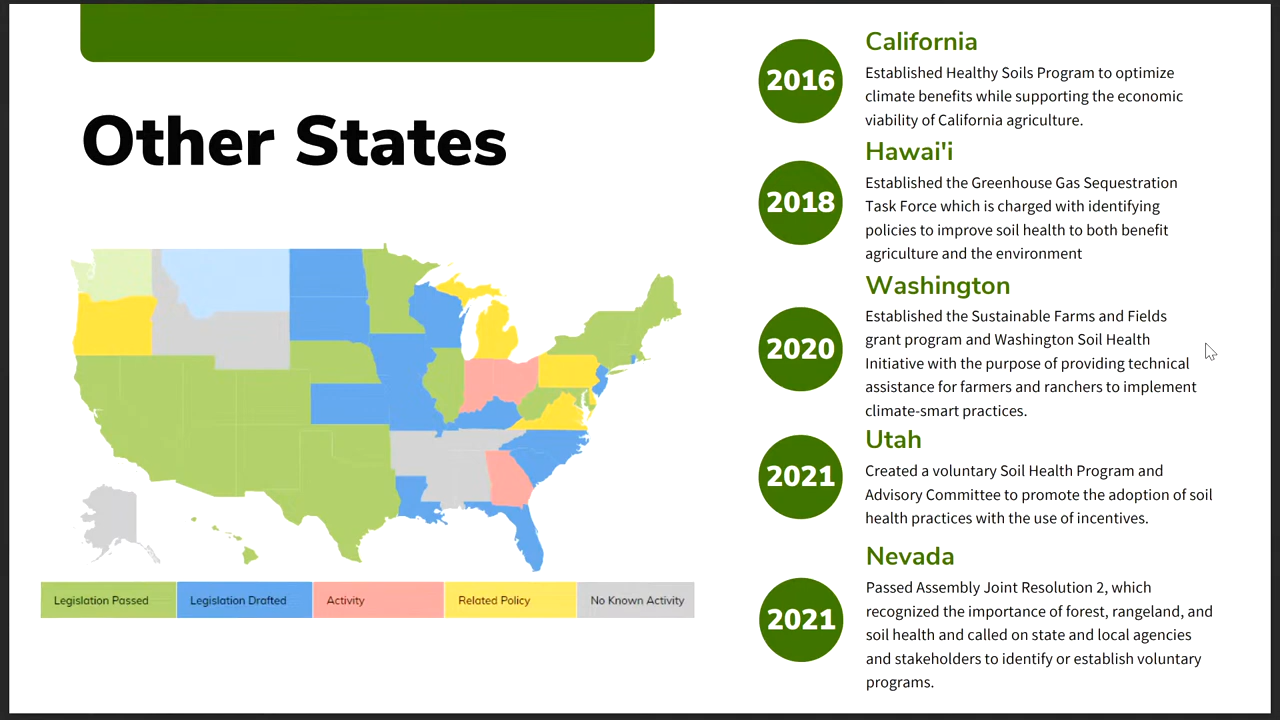 Other States
Legislation Passed
Legislation Drafted
Activity
Related Policy
No Known Activity
2016
California
Established Healthy Soils Program to optimize
climate benefits while supporting the economic
viability of California agriculture.
2018
Hawai'i
Established the Greenhouse Gas Sequestration
Task Force which is charged with identifying
policies to improve soil health to both benefit
agriculture and the environment
2020
Washington
Established the Sustainable Farms and Fields
grant program and Washington Soil Health
Initiative with the purpose of providing technical
assistance for farmers and ranchers to implement
climate-smart practices.
2021
Utah
Created a voluntary Soil Health Program and
Advisory Committee to promote the adoption of soil
health practices with the use of incentives.
2021
Nevada
Passed Assembly Joint Resolution 2, which
recognized the importance of forest, rangeland, and
soil health and called on state and local agencies
and stakeholders to identify or establish voluntary
programs.